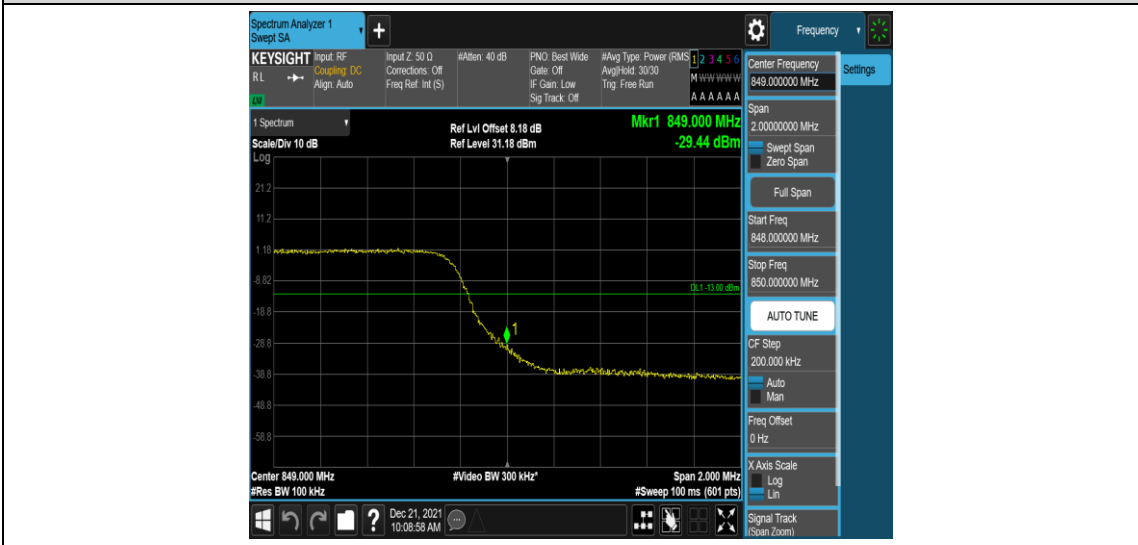 Spectrum Analyzer 1
Swept SA
+
Frequency
KEYSIGHT
RL
LXI
Input: RF
Coupling: DC
Align: Auto
Input Z: 50 Ω
Corrections: Off
Freq Ref: Int (S)
#Atten: 40 dB
PNO: Best Wide
Gate: Off
IF Gain: Low
Sig Track: Off
#Avg Type: Power (RMS
Avg|Hold: 30/30
Trig: Free Run
1 2 3 4 5 6
M W W W W W
A A A A A A
1 Spectrum
Scale/Div 10 dB
Log
Ref Lvl Offset 8.18 dB
Ref Level 31.18 dBm
Mkr1 849.000 MHz
-29.44 dBm
21.2
11.2
1.18
-8.82
DL1 -13.00 dBm
-18.8
1
-28.8
-38.8
-48.8
-58.8
Center 849.000 MHz
#Video BW 300 kHz*
Span 2.000 MHz
#Res BW 100 kHz
#Sweep 100 ms (601 pts)
?
Dec 21, 2021
10:08:58 AM
Center Frequency
849.000000 MHz
Settings
Span
2.00000000 MHz
Swept Span
Zero Span
Full Span
Start Freq
848.000000 MHz
Stop Freq
850.000000 MHz
AUTO TUNE
CF Step
200.000 kHz
Auto
Man
Freq Offset
0 Hz
X Axis Scale
Log
Lin
Signal Track
(Span Zoom)